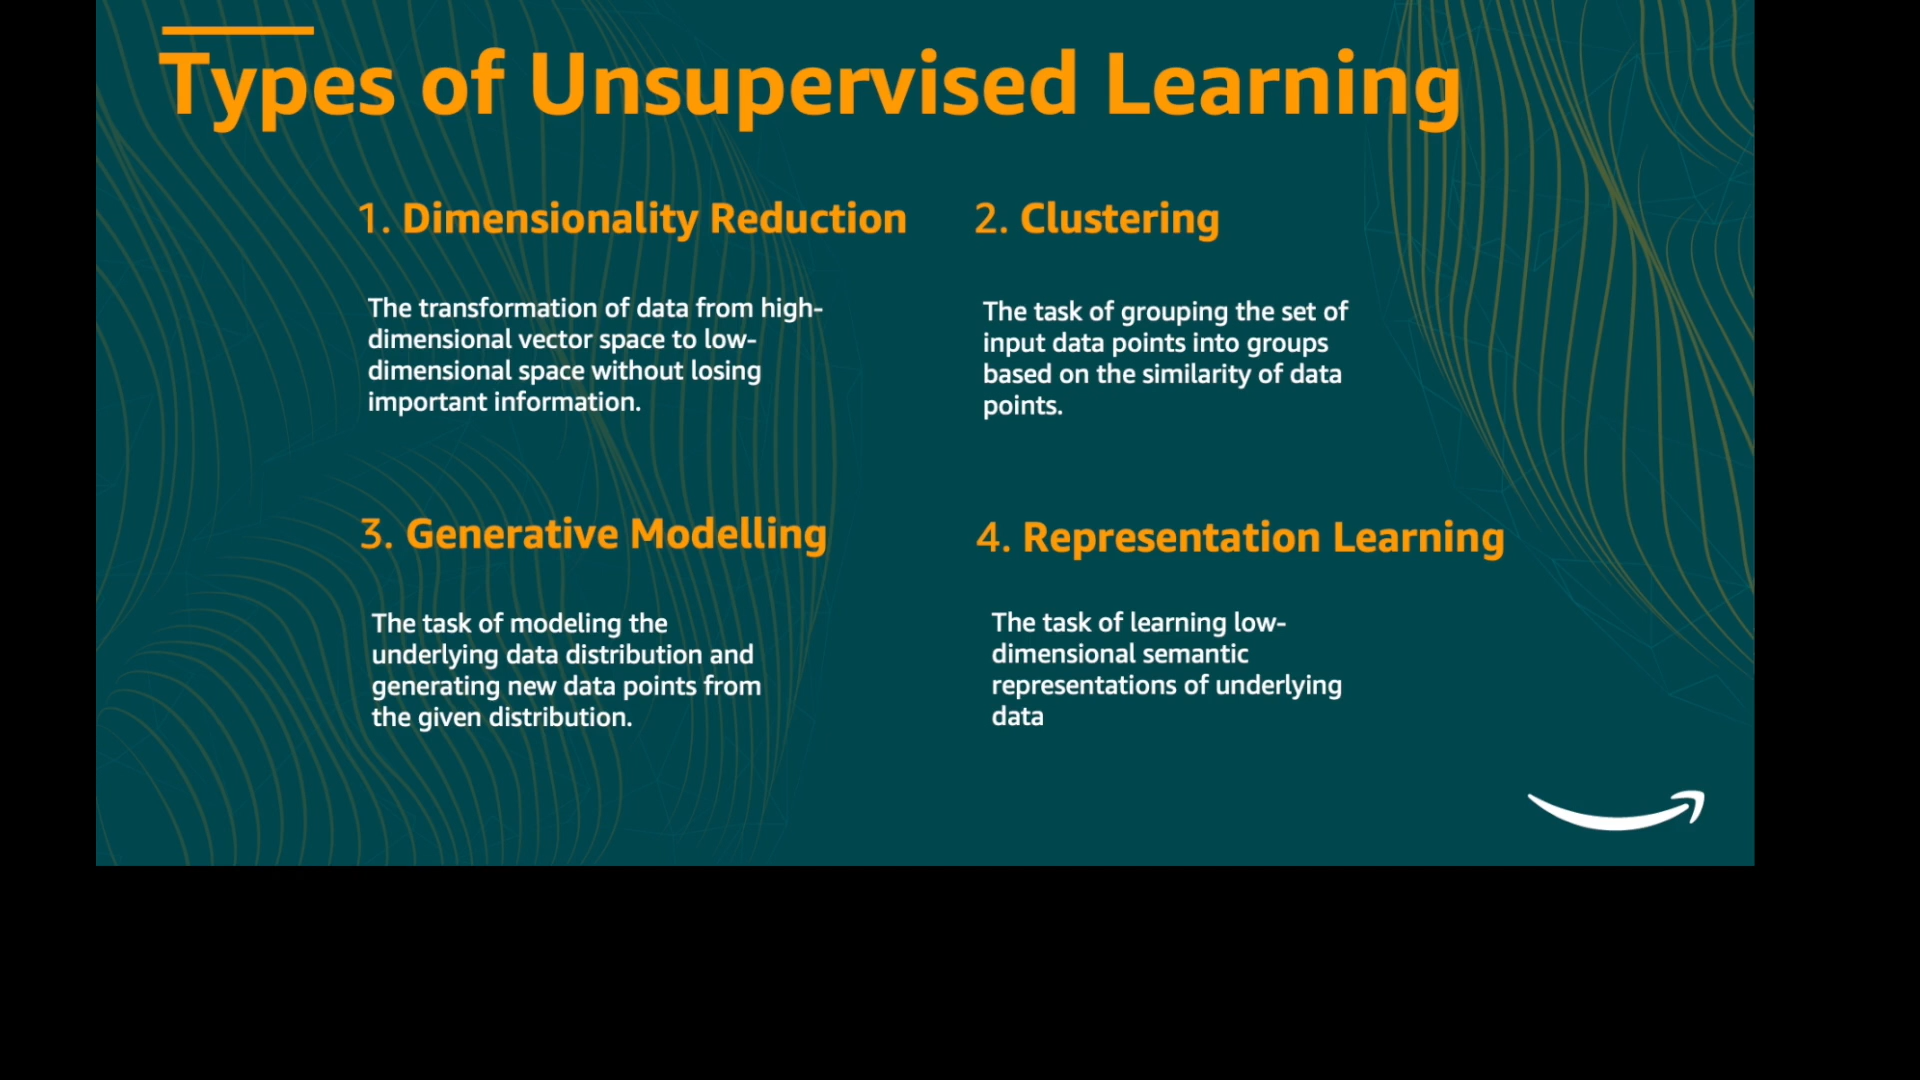 Types of Unsupervised Learning
1. Dimensionality Reduction
The transformation of data from high-
dimensional vector space to low-
dimensional space without losing
important information.
2. Clustering
The task of grouping the set of
input data points into groups
based on the similarity of data
points.
3. Generative Modelling
The task of modeling the
underlying data distribution and
generating new data points from
the given distribution.
4. Representation Learning
The task of learning low-
dimensional semantic
representations of underlying
data